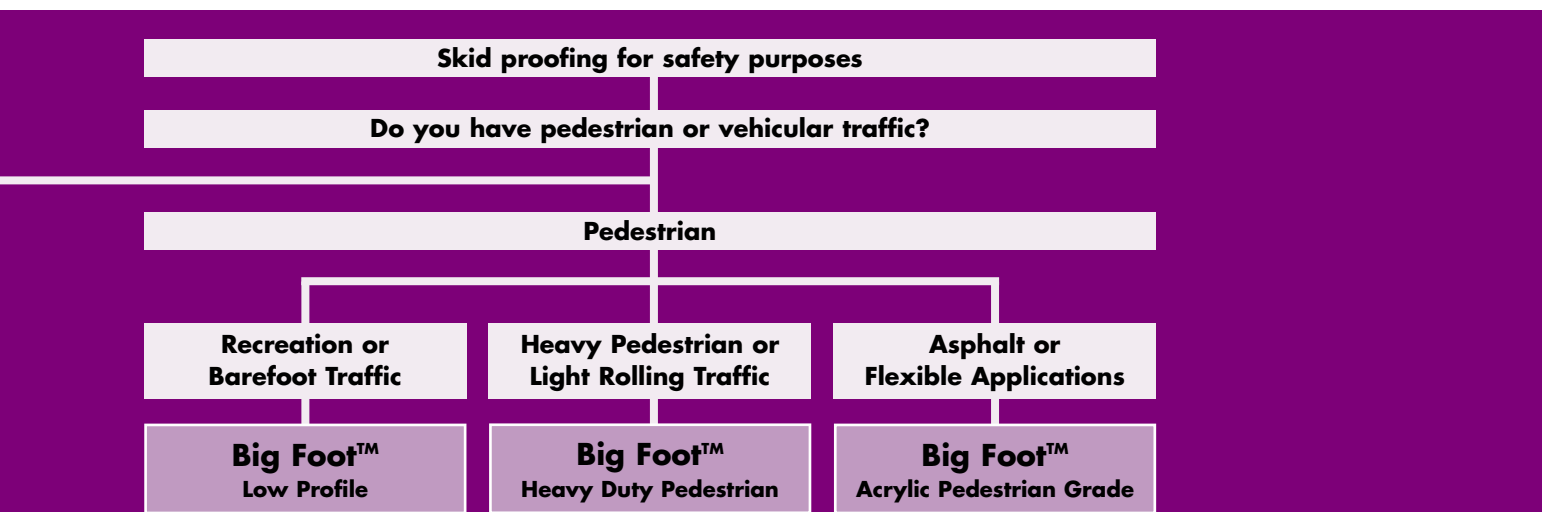 Skid proofing for safety purposes
Do you have pedestrian or vehicular traffic?
Pedestrian
Recreation or
Barefoot Traffic
Heavy Pedestrian or
Light Rolling Traffic
Asphalt or
Flexible Applications
Big Foot™
Low Profile
Big Foot™
Heavy Duty Pedestrian
Big Foot™
Acrylic Pedestrian Grade